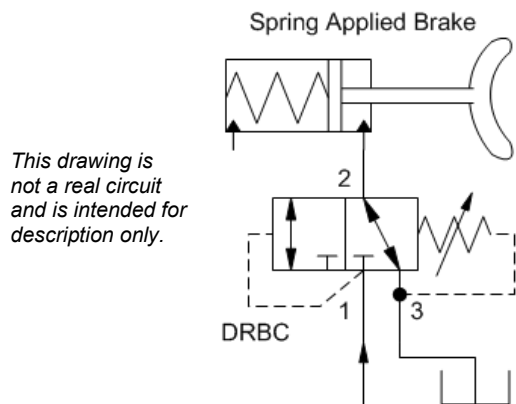 Spring Applied Brake
This drawing is
not a real circuit
and is intended for
description only.
2
1
3
DRBC